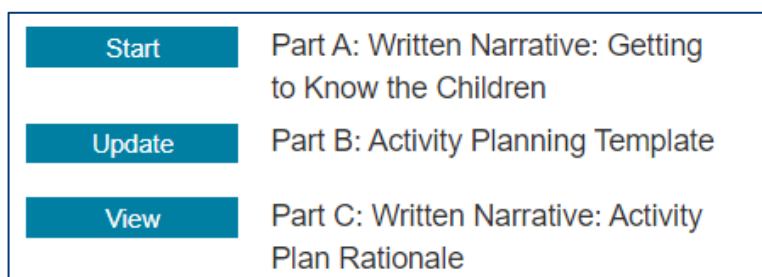 Start
Part A: Written Narrative: Getting
to Know the Children
Update
Part B: Activity Planning Template
View
Part C: Written Narrative: Activity
Plan Rationale